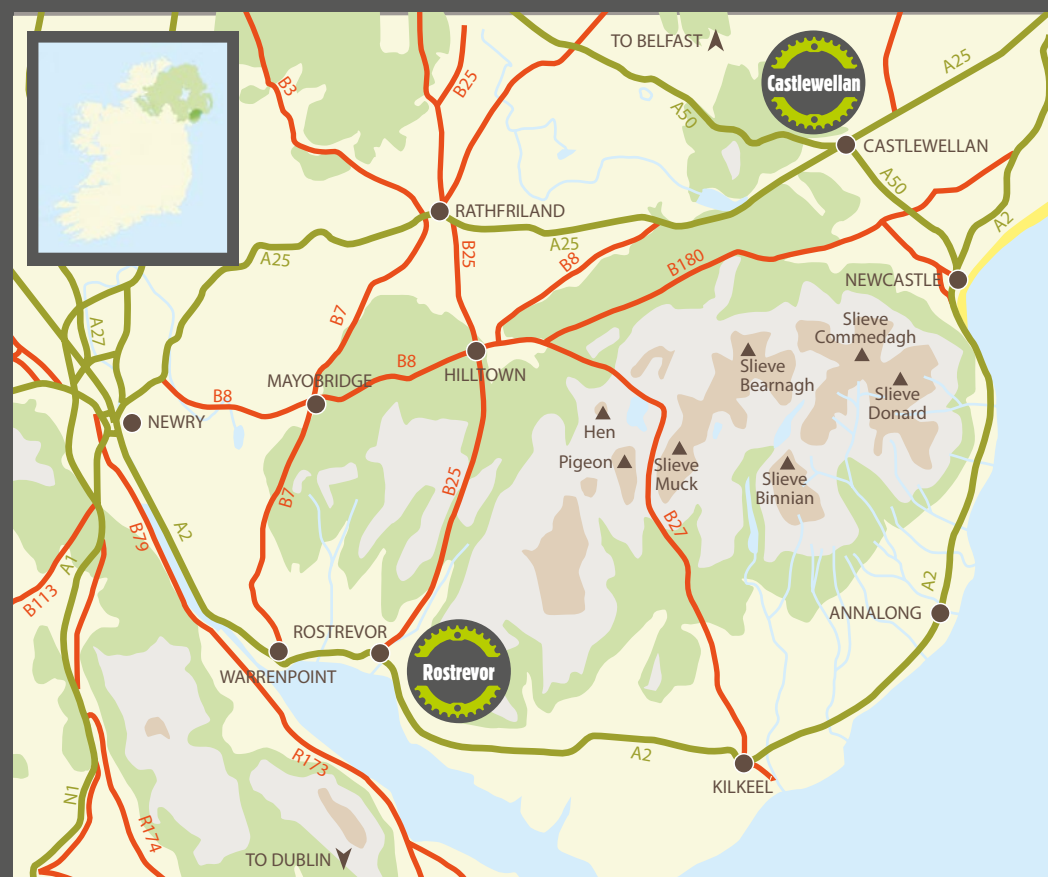 TO BELFAST
Castlewellan
A25
B3
B25
A50
CASTLEWELLAN
A50
RATHFRILAND
A2
A25
B25
A25
B8
B180
NEWCASTLE
B7
A27
Slieve
Commedagh
B8
Slieve
Bearnagh
MAYOBRIDGE
HILLTOWN
Slieve
Donard
B8
NEWRY
Hen
Pigeon
Slieve
Muck
Slieve
Binnian
B7
B25
B79
A2
B27
A1
B113
A2
ANNALONG
ROSTREVOR
WARRENPOINT
Rostrevor
R173
A2
KILKEEL
N1
R174
TO DUBLIN